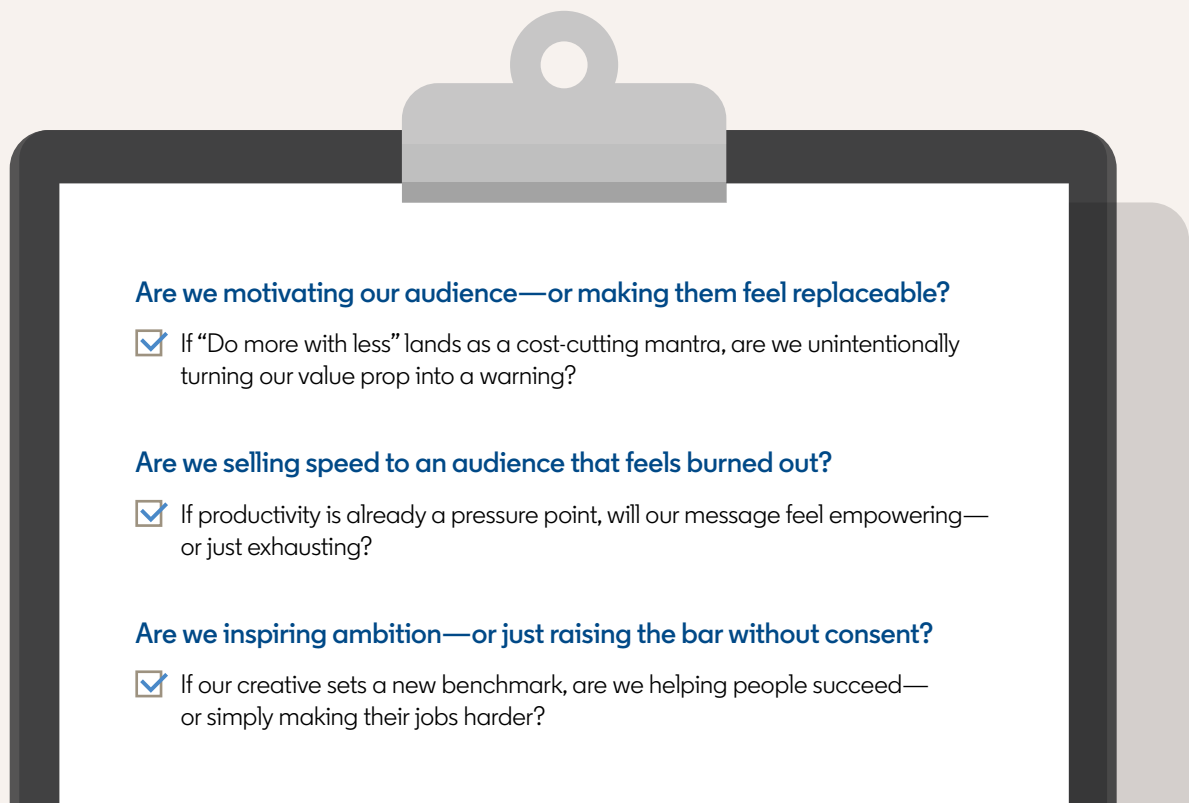 Are we motivating our audience—or making them feel replaceable?
If “Do more with less” lands as a cost-cutting mantra, are we unintentionally
turning our value prop into a warning?
Are we selling speed to an audience that feels burned out?
If productivity is already a pressure point, will our message feel empowering—
or just exhausting?
Are we inspiring ambition—or just raising the bar without consent?
If our creative sets a new benchmark, are we helping people succeed—
or simply making their jobs harder?